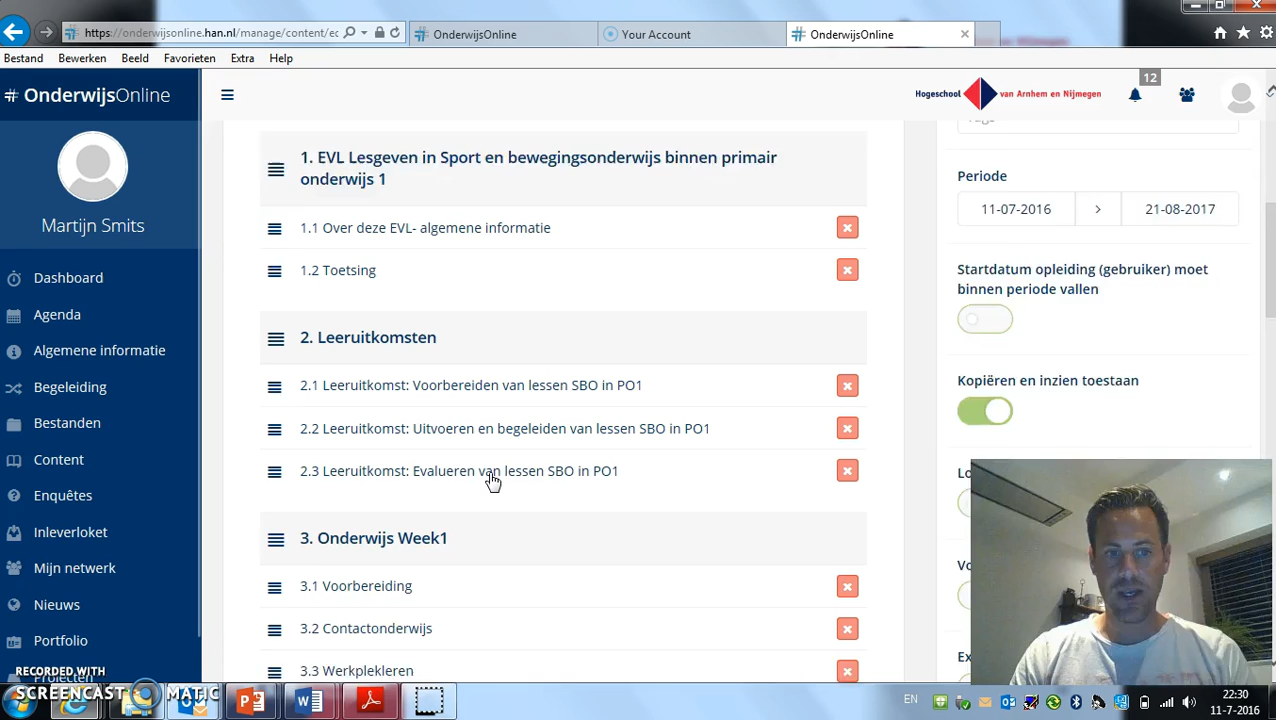 https://onderwijsonline.han.nl/manage/content/ec
OnderwijsOnline
Your Account
OnderwijsOnline
Bestand Bewerken Beeld Favorieten Extra Help
# OnderwijsOnline
Hogeschool van Arnhem en Nijmegen
12
Martijn Smits
Dashboard
Agenda
Algemene informatie
Begeleiding
Bestanden
Content
Enquêtes
Inleverloket
Mijn netwerk
Nieuws
Portfolio
Projecten
1. EVL Lesgeven in Sport en bewegingsonderwijs binnen primair
onderwijs 1
1.1 Over deze EVL- algemene informatie
1.2 Toetsing
2. Leeruitkomsten
2.1 Leeruitkomst: Voorbereiden van lessen SBO in PO1
2.2 Leeruitkomst: Uitvoeren en begeleiden van lessen SBO in PO1
2.3 Leeruitkomst: Evalueren van lessen SBO in PO1
3. Onderwijs Week1
3.1 Voorbereiding
3.2 Contactonderwijs
3.3 Werkplekleren
Tags
Periode
11-07-2016 > 21-08-2017
Startdatum opleiding (gebruiker) moet
binnen periode vallen
Kopiëren en inzien toestaan
RECORDED WITH
SCREENCAST MATIC
EN
22:30
11-7-2016